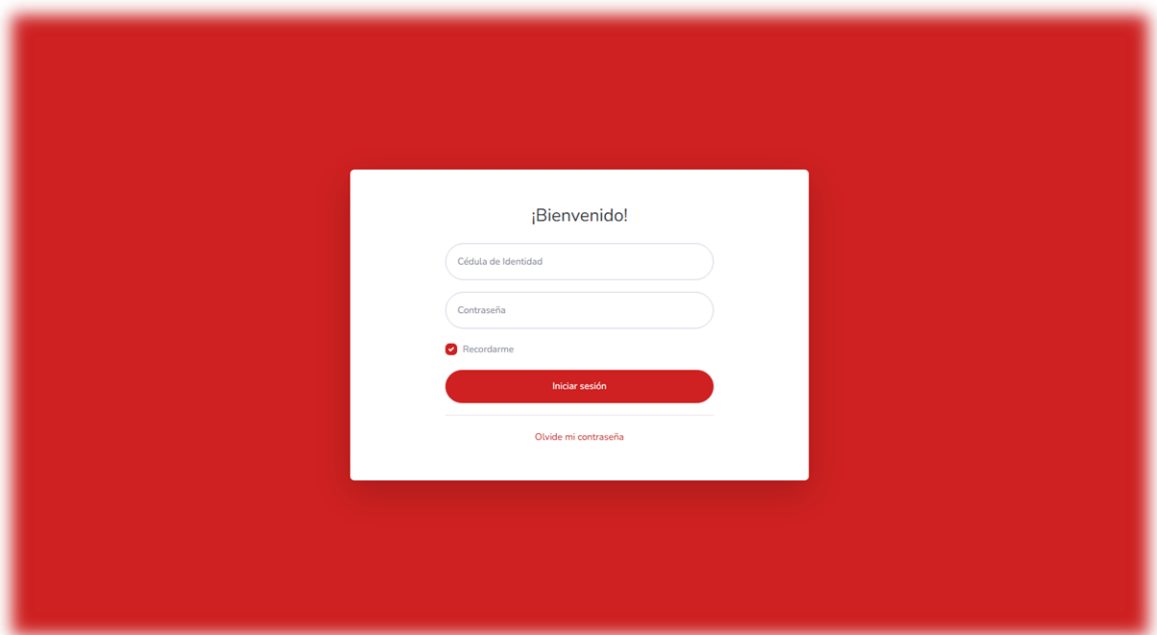 ¡Bienvenido!
Cédula de Identidad
Contraseña
Recordarme
Iniciar sesión
Olvide mi contraseña